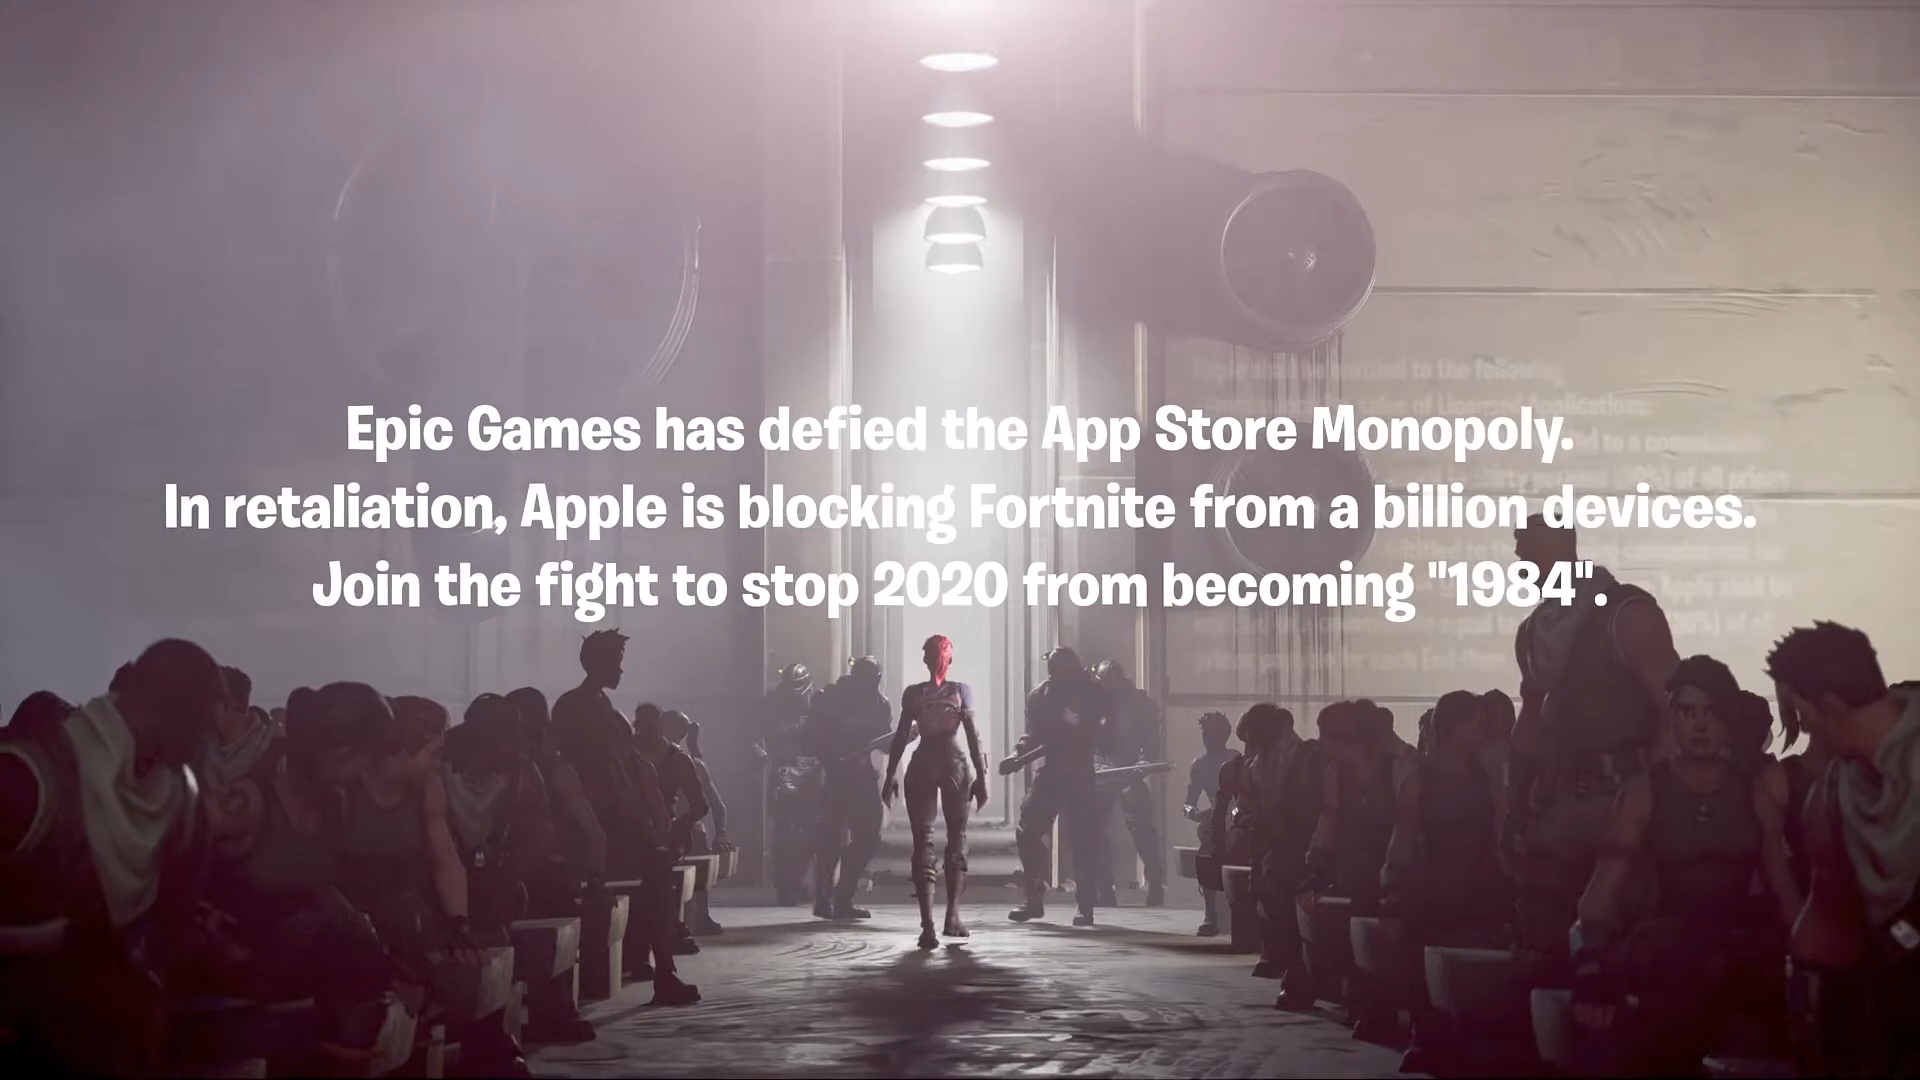 Epic Games has defied the App Store Monopoly.
In retaliation, Apple is blocking Fortnite from a billion devices.
Join the fight to stop 2020 from becoming "1984".